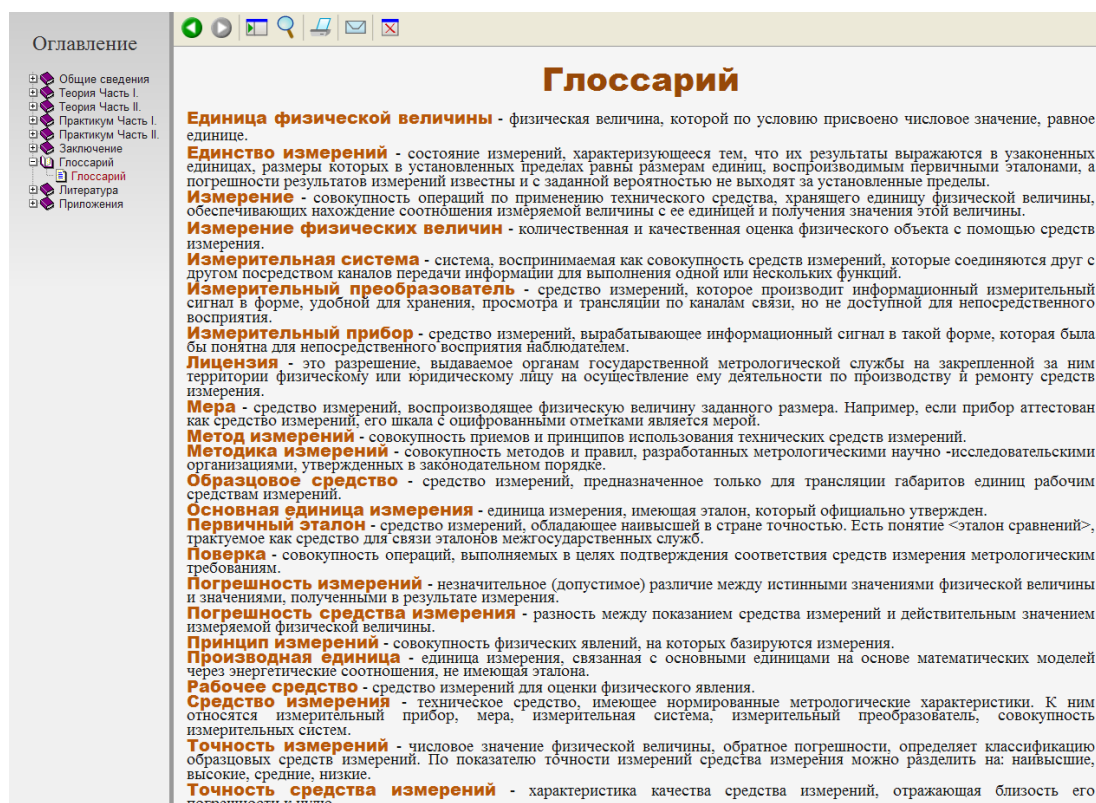 Оглавление
Общие сведения
Теория Часть I.
Теория Часть II.
Практикум Часть I.
Практикум Часть II.
Заключение
Глоссарий
Глоссарий
Литература
Приложения
Глоссарий
Единица физической величины - физическая величина, которой по условию присвоено числовое значение, равное
единице.
Единство измерений - состояние измерений, характеризующееся тем, что их результаты выражаются в узаконенных
единицах, размеры которых в установленных пределах равны размерам единиц, воспроизводимым первичными эталонами, а
погрешности результатов измерений известны и с заданной вероятностью не выходят за установленные пределы.
Измерение - совокупность операций по применению технического средства, хранящего единицу физической величины,
обеспечивающих нахождение соотношения измеряемой величины с ее единицей и получения значения этой величины.
Измерение физических величин - количественная и качественная оценка физического объекта с помощью средств
измерения.
Измерительная система - система, воспринимаемая как совокупность средств измерений, которые соединяются друг с
другом посредством каналов передачи информации для выполнения одной или нескольких функций.
Измерительный преобразователь - средство измерений, которое производит информационный измерительный
сигнал в форме, удобной для хранения, просмотра и трансляции по каналам связи, но не доступной для непосредственного
восприятия.
Измерительный прибор - средство измерений, вырабатывающее информационный сигнал в такой форме, которая была
бы понятна для непосредственного восприятия наблюдателем.
Лицензия - это разрешение, выдаваемое органам государственной метрологической службы на закрепленной за ним
территории физическому или юридическому лицу на осуществление ему деятельности по производству и ремонту средств
измерения.
Мера - средство измерений, воспроизводящее физическую величину заданного размера. Например, если прибор аттестован
как средство измерений, его шкала с оцифрованными отметками является мерой.
Метод измерений - совокупность приемов и принципов использования технических средств измерений.
Методика измерений - совокупность методов и правил, разработанных метрологическими научно -исследовательскими
организациями, утвержденных в законодательном порядке.
Образцовое средство - средство измерений, предназначенное только для трансляции габаритов единиц рабочим
средствам измерений.
Основная единица измерения - единица измерения, имеющая эталон, который официально утвержден.
Первичный эталон - средство измерений, обладающее наивысшей в стране точностью. Есть понятие <эталон сравнений>,
трактуемое как средство для связи эталонов межгосударственных служб.
Поверка - совокупность операций, выполняемых в целях подтверждения соответствия средств измерения метрологическим
требованиям.
Погрешность измерений - незначительное (допустимое) различие между истинными значениями физической величины
и значениями, полученными в результате измерения.
Погрешность средства измерения - разность между показанием средства измерений и действительным значением
измеряемой физической величины.
Принцип измерений - совокупность физических явлений, на которых базируются измерения.
Производная единица - единица измерения, связанная с основными единицами на основе математических моделей
через энергетические соотношения, не имеющая эталона.
Рабочее средство - средство измерений для оценки физического явления.
Средство измерения - техническое средство, имеющее нормированные метрологические характеристики. К ним
относятся измерительный прибор, мера, измерительная система, измерительный преобразователь, совокупность
измерительных систем.
Точность измерений - числовое значение физической величины, обратное погрешности, определяет классификацию
образцовых средств измерений. По показателю точности измерений средства измерения можно разделить на: наивысшие,
высокие, средние, низкие.
Точность средства измерений - характеристика качества средства измерений, отражающая близость его
погрешности к нулю.